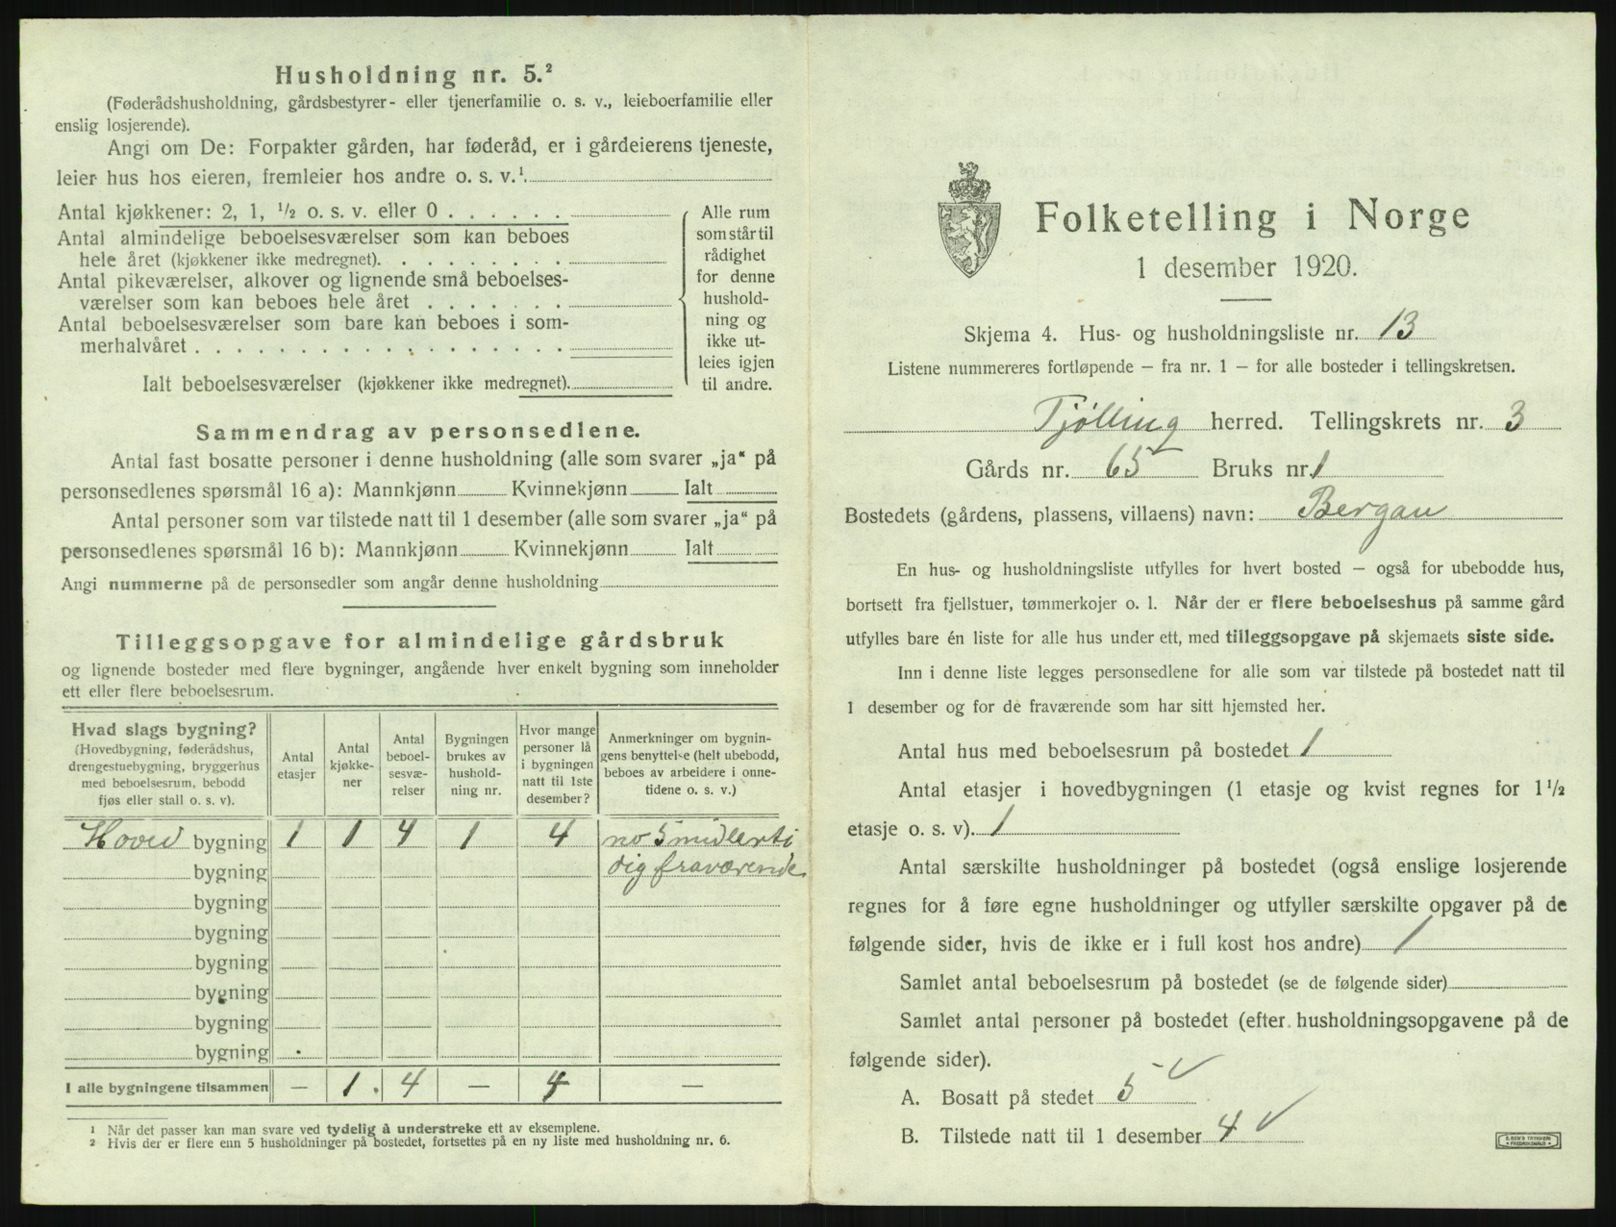 Husholdning nr. 5.²
(Føderådshusholdning, gårdsbestyrer- eller tjenerfamilie o. s. v., leieboerfamilie eller
enslig losjerende).
Angi om De: Forpakter gården, har føderåd, er i gårdeierens tjeneste,
leier hus hos eieren, fremleier hos andre o. s. v.¹
Antal kjøkkener: 2, 1, ½ o. s. v. eller 0
Antal almindelige beboelsesværelser som kan beboes
hele året (kjøkkener ikke medregnet).
Antal pikeværelser, alkover og lignende små beboelses-
værelser som kan beboes hele året
Antal beboelsesværelser som bare kan beboes i som-
merhalvåret
Ialt beboelsesværelser (kjøkkener ikke medregnet).
Alle rum
som står til
rådighet
for denne
hushold-
ning og
ikke ut-
leies igjen
til andre.
Sammendrag av personsedlene.
Antal fast bosatte personer i denne husholdning (alle som svarer „ja“ på
personsedlenes spørsmål 16 a): Mannkjønn Kvinnekjønn Ialt
Antal personer som var tilstede natt til 1 desember (alle som svarer „ja“ på
personsedlenes spørsmål 16 b): Mannkjønn Kvinnekjønn Ialt
Angi nummerne på de personsedler som angår denne husholdning
Tilleggsopgave for almindelige gårdsbruk
og lignende bosteder med flere bygninger, angående hver enkelt bygning som inneholder
ett eller flere beboelsesrum.
Hvad slags bygning?
(Hovedbygning, føderådshus,
drengestuebygning, bryggerhus
med beboelsesrum, bebodd
fjøs eller stall o. s. v).
Antal
etasjer
Antal
kjøkke-
ner
Antal
beboel-
sesvæ-
relser
Bygningen
brukes av
hushold-
ning nr.
Hvor mange
personer lå
i bygningen
natt til 1ste
desember?
Anmerkninger om bygnin-
gens benyttelse (helt ubebodd,
beboes av arbeidere i onne-
tidene o. s. v.)
Hoved bygning 1 1 4 1 4 no 5 midlerti
bygning dig fraværende
bygning
bygning
bygning
bygning
bygning
bygning
I alle bygningene tilsammen — 1. 4 — 4 —
¹ Når det passer kan man svare ved tydelig å understreke ett av eksemplene.
² Hvis der er flere enn 5 husholdninger på bostedet, fortsettes på en ny liste med husholdning nr. 6.
Folketelling i Norge
1 desember 1920.
Skjema 4. Hus- og husholdningsliste nr. 13
Listene nummereres fortløpende – fra nr. 1 – for alle bosteder i tellingskretsen.
Tjølling herred. Tellingskrets nr. 3
Gårds nr. 65 Bruks nr. 1
Bostedets (gårdens, plassens, villaens) navn: Bergan
En hus- og husholdningsliste utfylles for hvert bosted – også for ubebodde hus,
bortsett fra fjellstuer, tømmerkojer o. l. Når der er flere beboelseshus på samme gård
utfylles bare én liste for alle hus under ett, med tilleggsopgave på skjemaets siste side.
Inn i denne liste legges personsedlene for alle som var tilstede på bostedet natt til
1 desember og for de fraværende som har sitt hjemsted her.
Antal hus med beboelsesrum på bostedet 1
Antal etasjer i hovedbygningen (1 etasje og kvist regnes for 1½
etasje o. s. v). 1
Antal særskilte husholdninger på bostedet (også enslige losjerende
regnes for å føre egne husholdninger og utfyller særskilte opgaver på de
følgende sider, hvis de ikke er i full kost hos andre) 1
Samlet antal beboelsesrum på bostedet (se de følgende sider)
Samlet antal personer på bostedet (efter husholdningsopgavene på de
følgende sider).
A. Bosatt på stedet 5 ✓
B. Tilstede natt til 1 desember 4 ✓